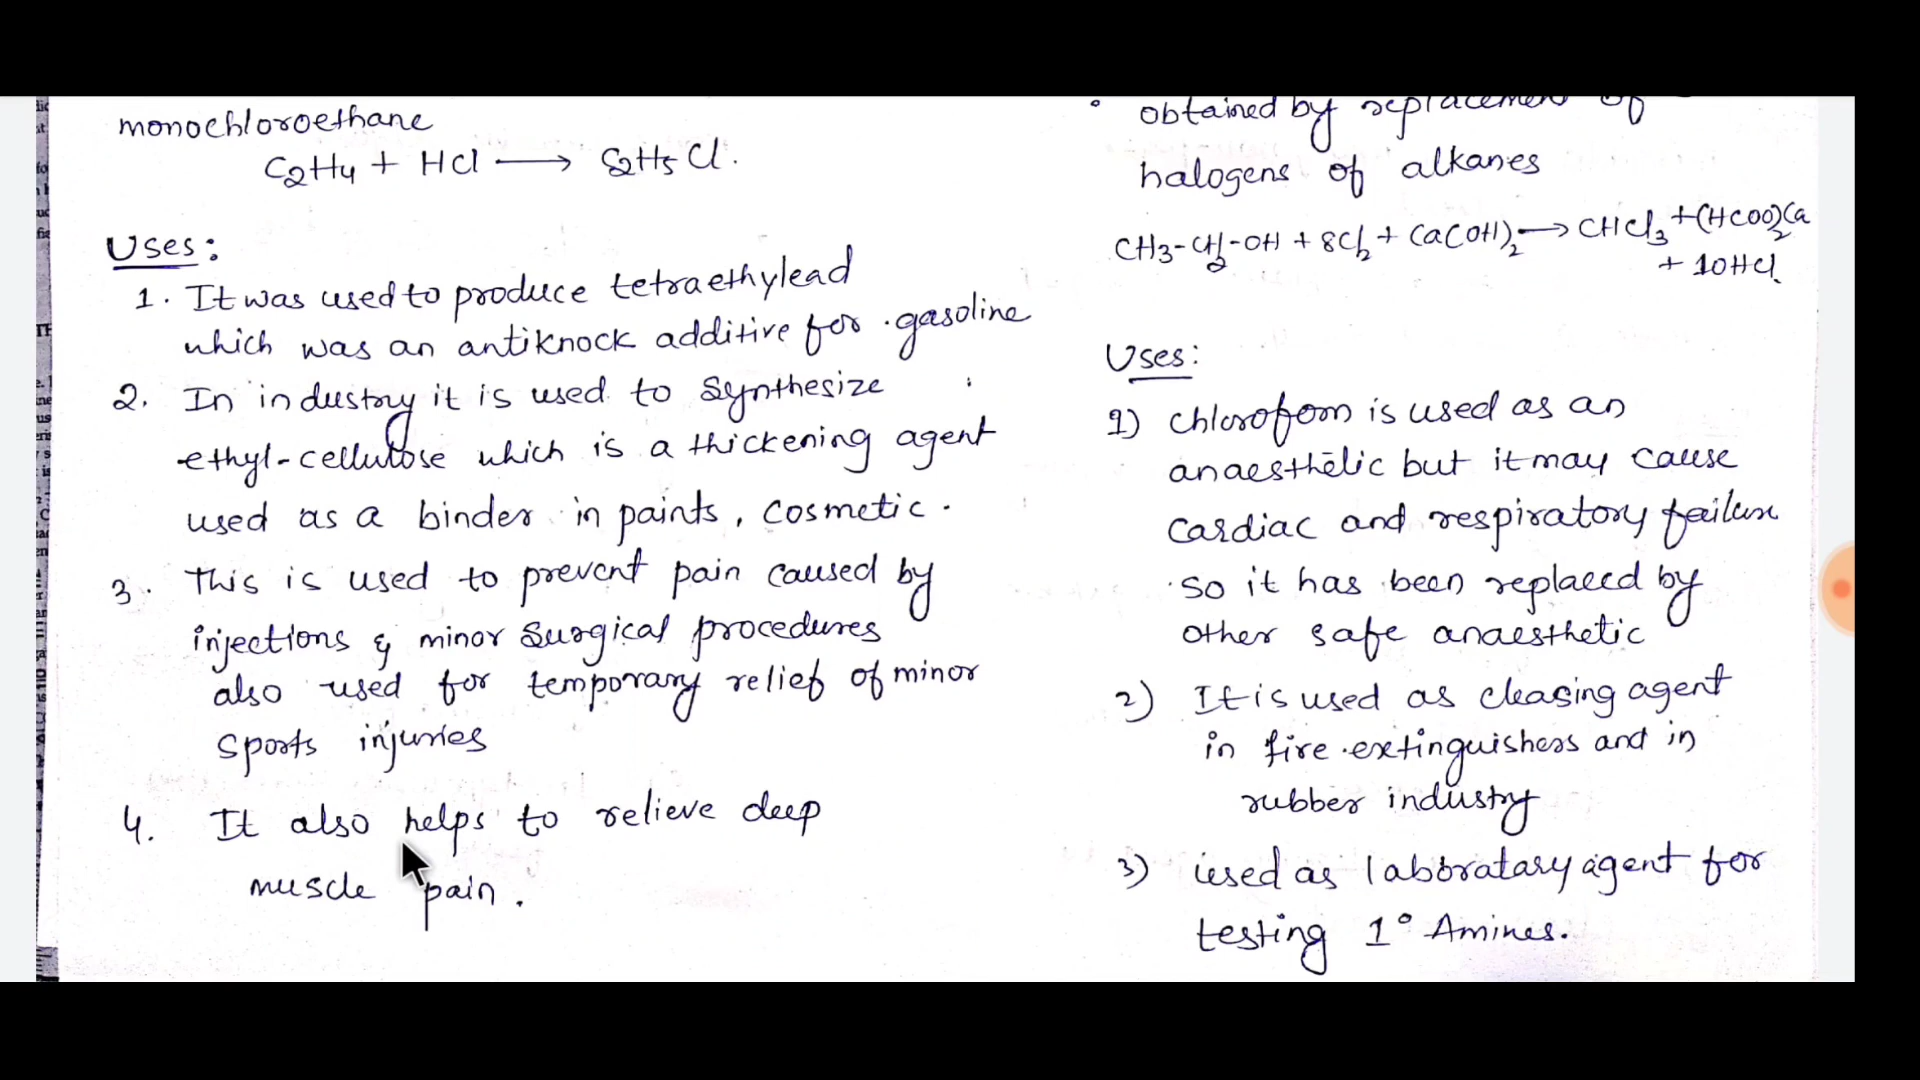 monochloroethane
C2H4 + HCl ⟶ C2H5Cl.
Uses:
1. It was used to produce tetraethylead
which was an antiknock additive for gasoline
2. In industry it is used to synthesize
ethyl-cellulose which is a thickening agent
used as a binder in paints, cosmetic.
3. This is used to prevent pain caused by
injections & minor surgical procedures
also used for temporary relief of minor
sports injuries
4. It also helps to relieve deep
muscle pain.
• obtained by replacement of
halogens of alkanes
CH3-CH2-OH + 8Cl2 + Ca(OH)2 ⟶ CHCl3 + (HCOO)2Ca
+ 10HCl
Uses:
1) Chloroform is used as an
anaesthetic but it may cause
cardiac and respiratory failure
so it has been replaced by
other safe anaesthetic
2) It is used as cleasing agent
in fire extinguishers and in
rubber industry
3) used as laboratary agent for
testing 1° Amines.